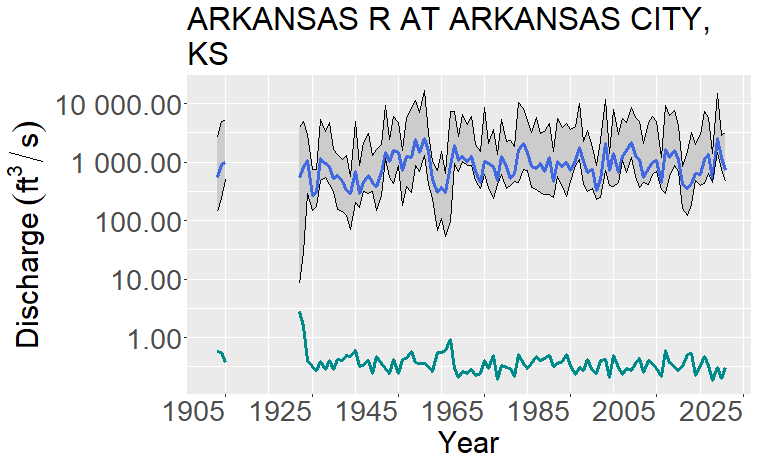 ARKANSAS R AT ARKANSAS CITY,
KS
Discharge (ft³/s)
10 000.00
1 000.00
100.00
10.00
1.00
1905 1925 1945 1965 1985 2005 2025
Year